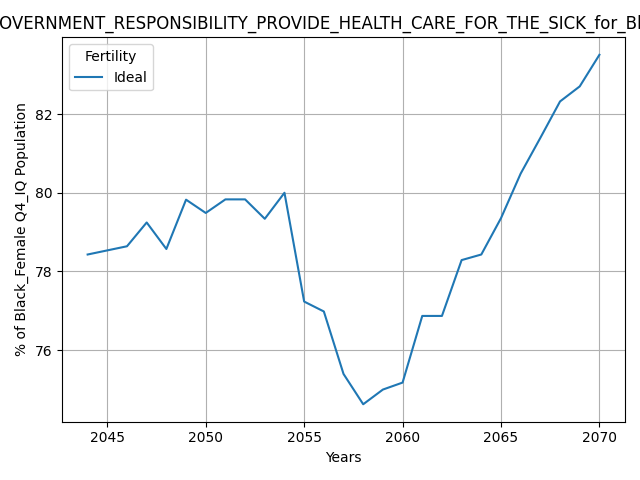 OVERNMENT_RESPONSIBILITY_PROVIDE_HEALTH_CARE_FOR_THE_SICK_for_Bl
Fertility
Ideal
% of Black_Female Q4_IQ Population
82
80
78
76
2045 2050 2055 2060 2065 2070
Years